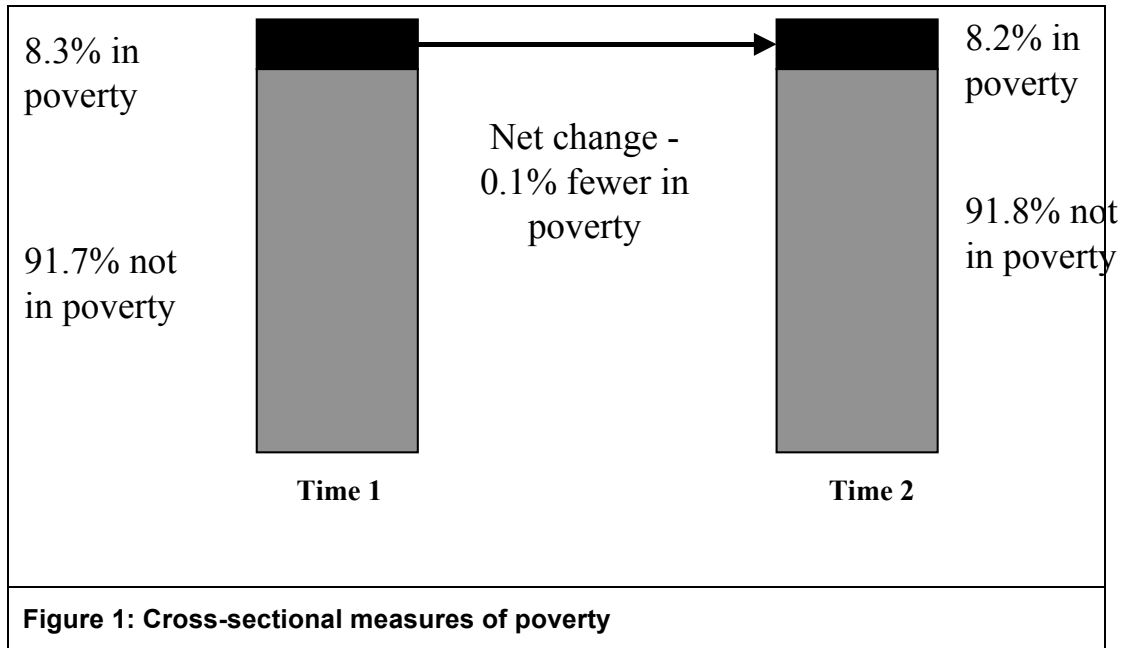 8.3% in
poverty
91.7% not
in poverty
Net change -
0.1% fewer in
poverty
8.2% in
poverty
91.8% not
in poverty
Time 1
Time 2
Figure 1: Cross-sectional measures of poverty